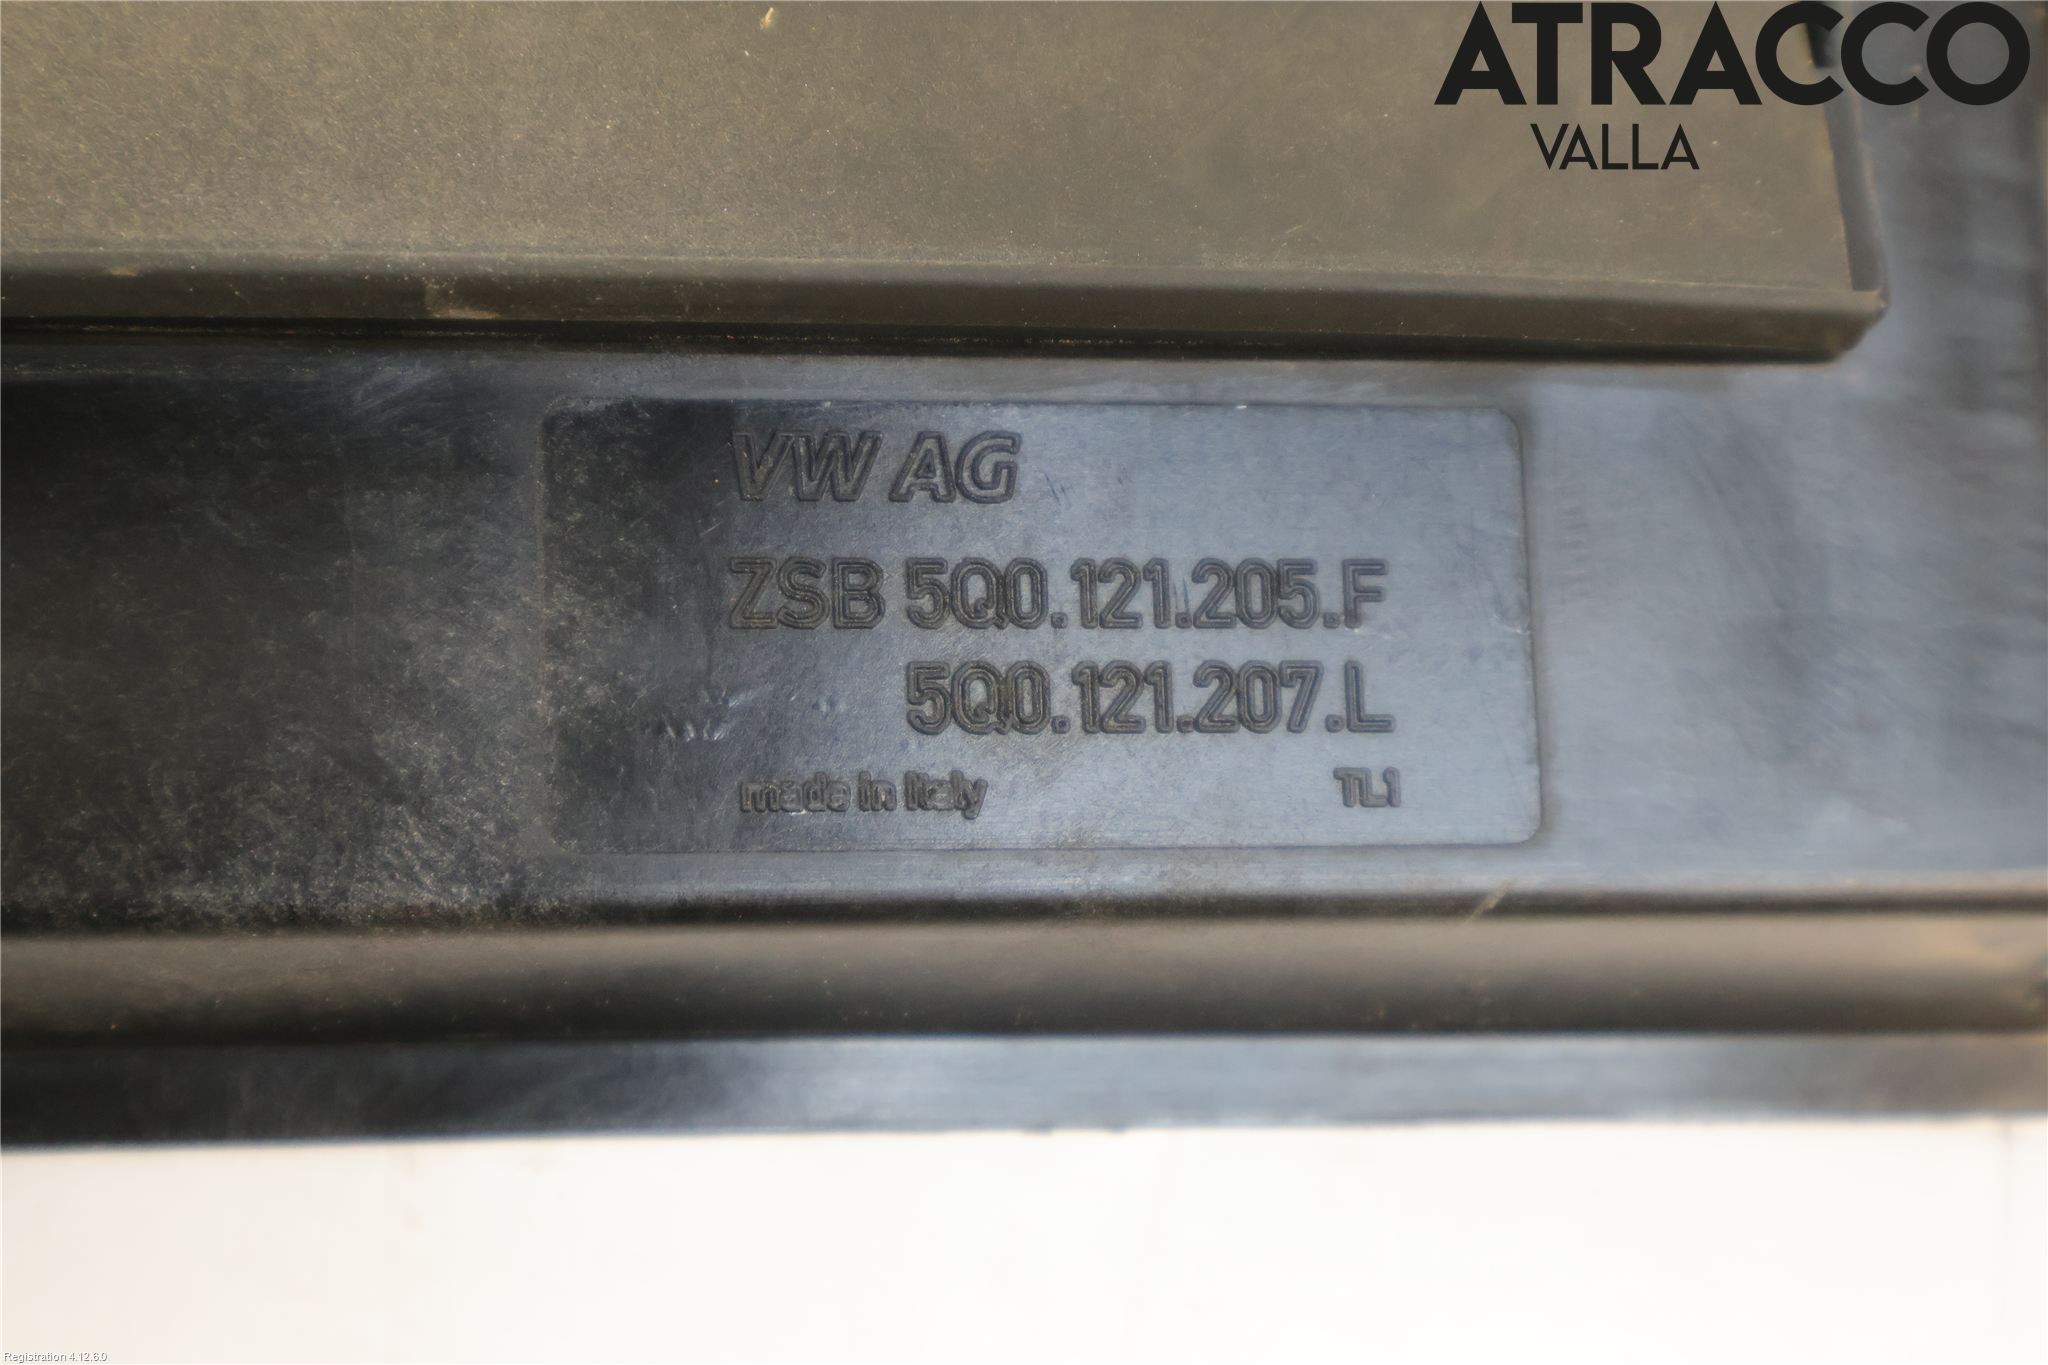 ATRACCO
VALLA
VW AG
ZSB 5Q0.121.205.F
5Q0.121.207.L
made in Italy
TL1
Registration 4.12.6.0